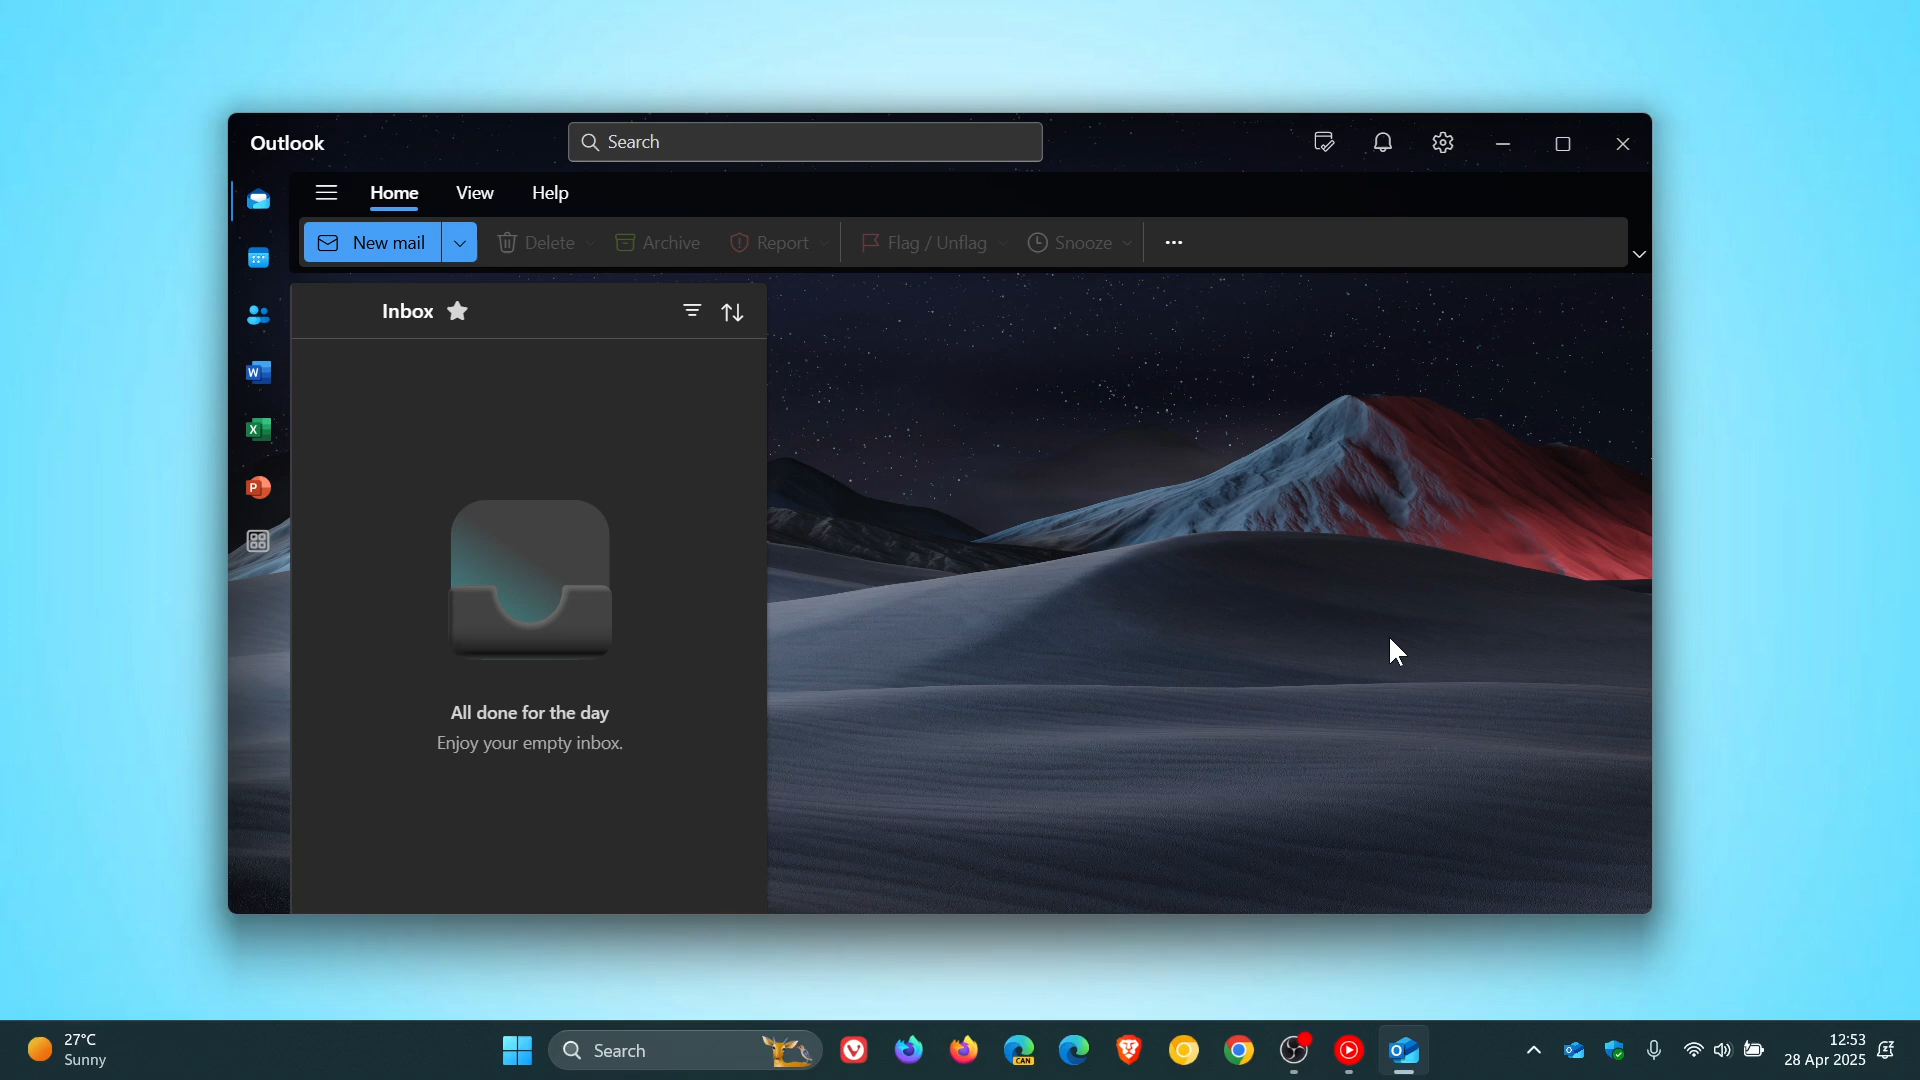 Outlook
Search
Home View Help
New mail Delete Archive Report Flag / Unflag Snooze ...
Inbox
W
X
P
All done for the day
Enjoy your empty inbox.
27°C
Sunny
Search
CAN
12:53
28 Apr 2025